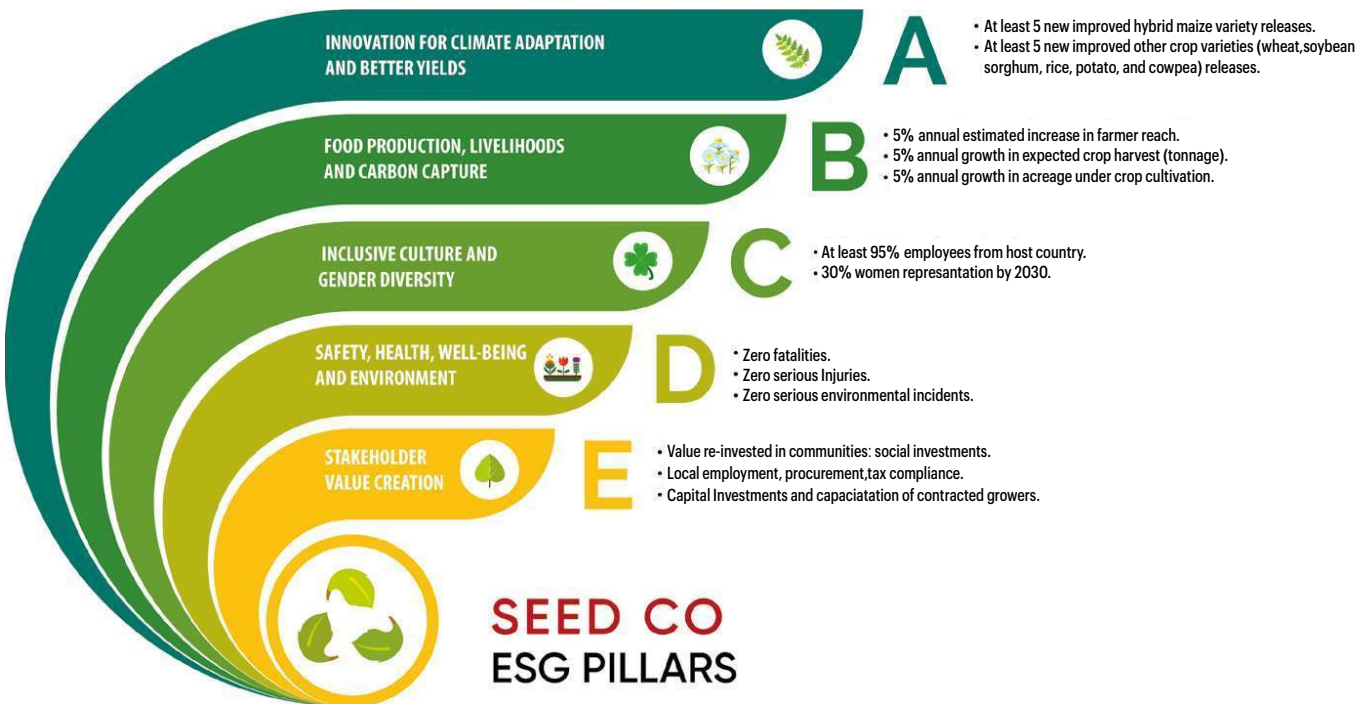 INNOVATION FOR CLIMATE ADAPTATION
AND BETTER YIELDS
A
• At least 5 new improved hybrid maize variety releases.
• At least 5 new improved other crop varieties (wheat,soybean
sorghum, rice, potato, and cowpea) releases.
FOOD PRODUCTION, LIVELIHOODS
AND CARBON CAPTURE
B
• 5% annual estimated increase in farmer reach.
• 5% annual growth in expected crop harvest (tonnage).
• 5% annual growth in acreage under crop cultivation.
INCLUSIVE CULTURE AND
GENDER DIVERSITY
C
• At least 95% employees from host country.
• 30% women represantation by 2030.
SAFETY, HEALTH, WELL-BEING
AND ENVIRONMENT
D
• Zero fatalities.
• Zero serious Injuries.
• Zero serious environmental incidents.
STAKEHOLDER
VALUE CREATION
E
• Value re-invested in communities: social investments.
• Local employment, procurement,tax compliance.
• Capital Investments and capaciatation of contracted growers.
SEED CO
ESG PILLARS